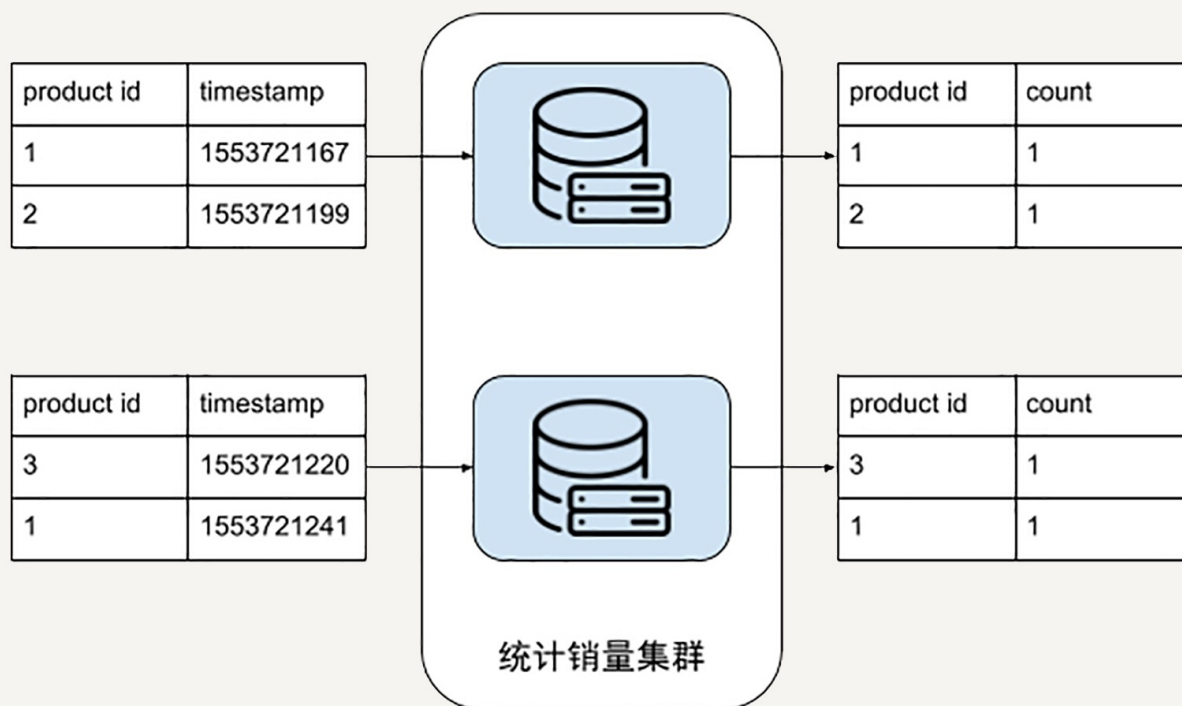 product id timestamp
1 1553721167
2 1553721199
product id count
1 1
2 1
product id timestamp
3 1553721220
1 1553721241
product id count
3 1
1 1
统计销量集群